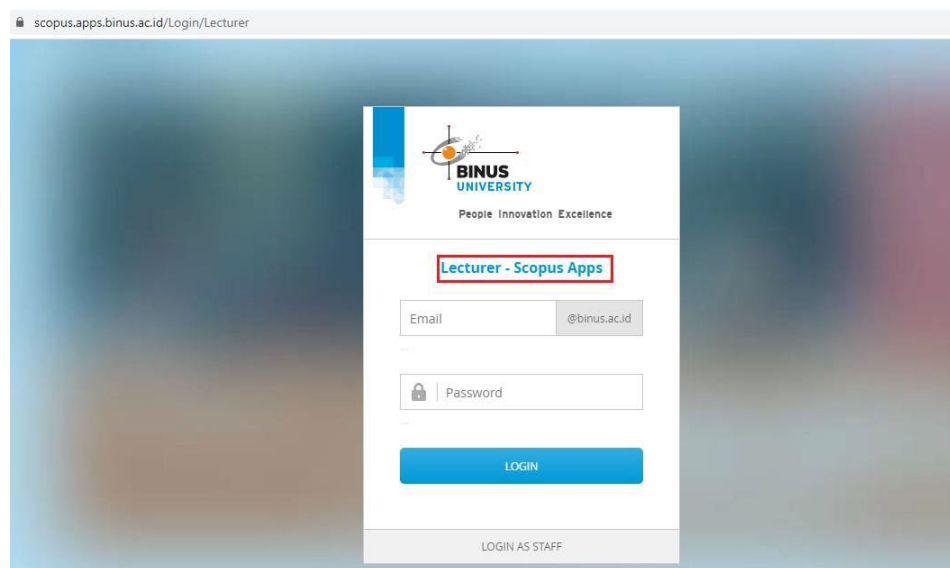 scopus.apps.binus.ac.id/Login/Lecturer
BINUS
UNIVERSITY
People Innovation Excellence
Lecturer - Scopus Apps
Email @binus.ac.id
Password
LOGIN
LOGIN AS STAFF